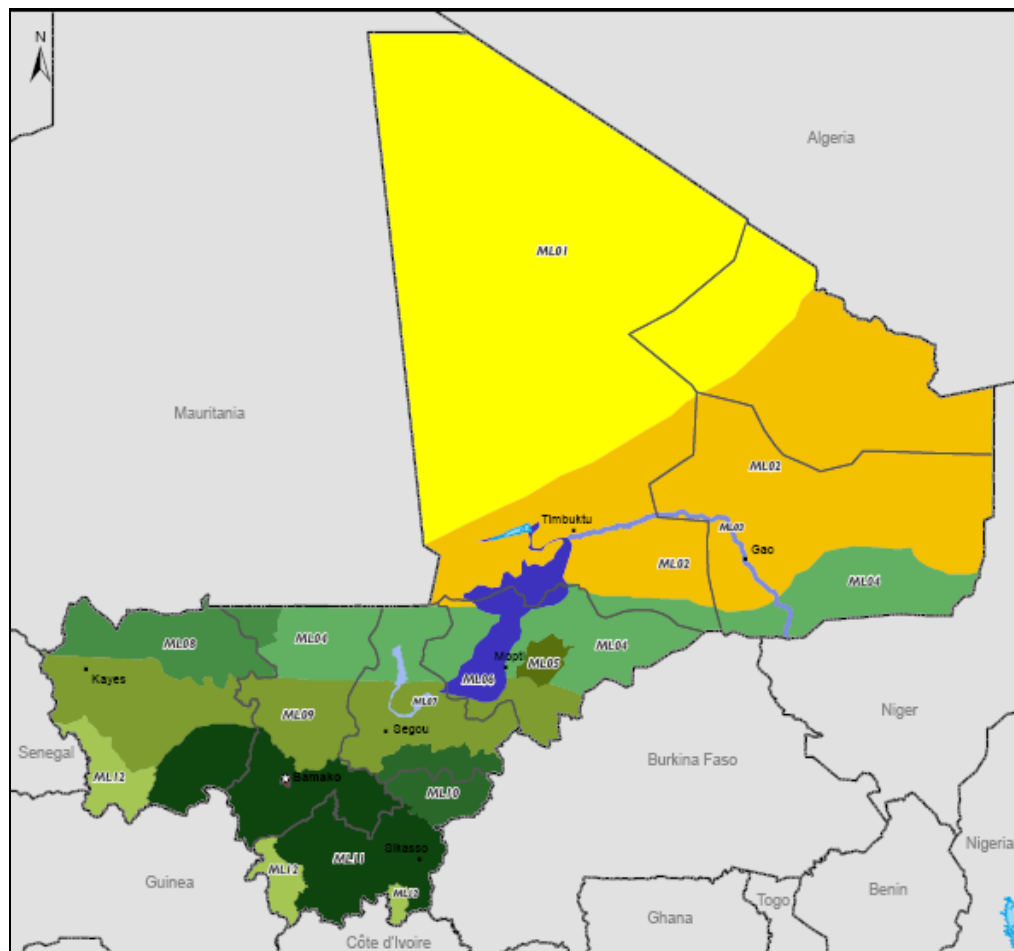 N
Algeria
ML01
Mauritania
ML02
Timbuktu
ML03
Gao
ML02
ML04
ML08
ML04
ML04
Mopti
ML05
Kayes
ML06
ML07
ML09
Segou
Niger
Senegal
Burkina Faso
ML12
Bamako
ML10
Nigeria
Sikasso
ML11
ML12
Guinea
ML12
Benin
Togo
Ghana
Côte d'Ivoire